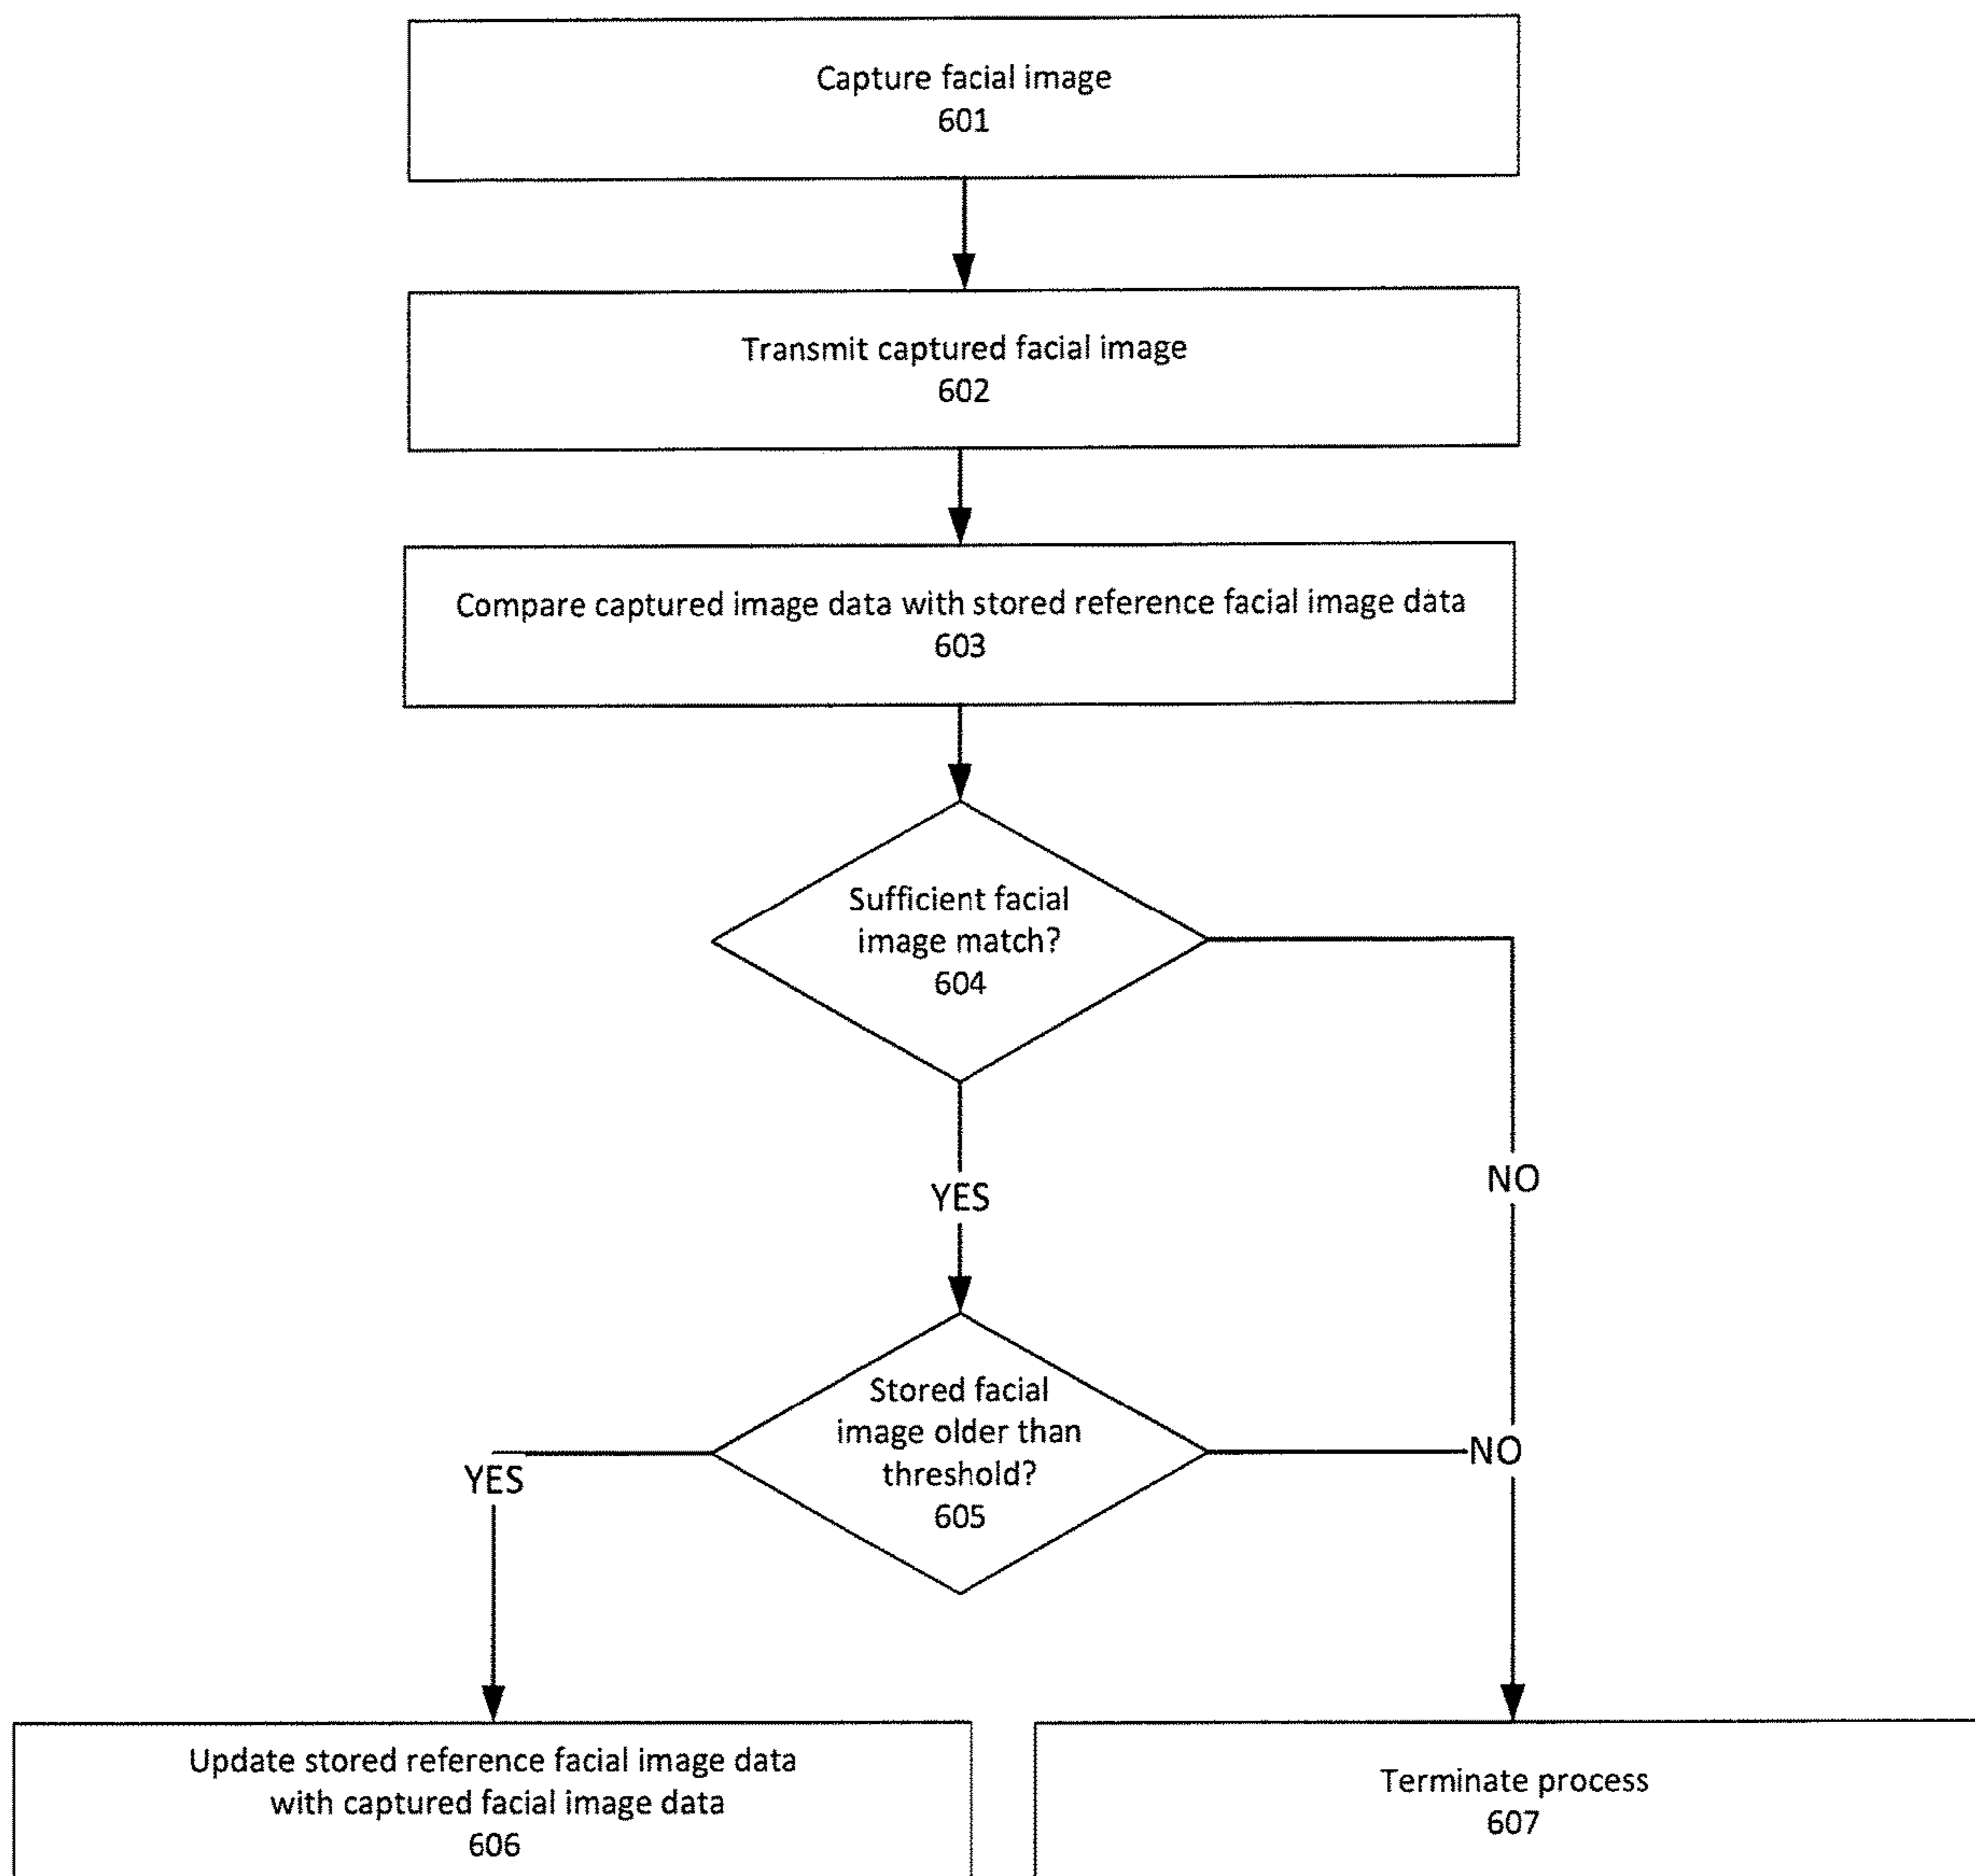 Capture facial image
601
Transmit captured facial image
602
Compare captured image data with stored reference facial image data
603
Sufficient facial
image match?
604
YES
NO
Stored facial
image older than
threshold?
605
YES
NO
Update stored reference facial image data
with captured facial image data
606
Terminate process
607